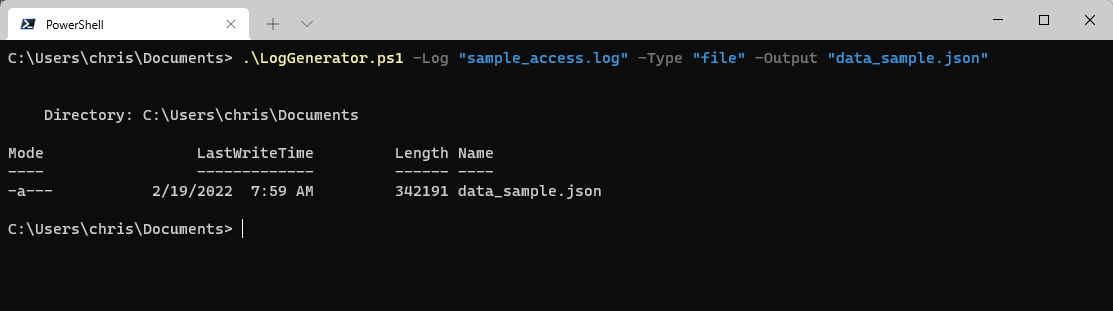 PowerShell
C:\Users\chris\Documents> .\LogGenerator.ps1 -Log "sample_access.log" -Type "file" -Output "data_sample.json"
Directory: C:\Users\chris\Documents
Mode                 LastWriteTime         Length Name
----                 -------------         ------ ----
-a---           2/19/2022  7:59 AM         342191 data_sample.json
C:\Users\chris\Documents>